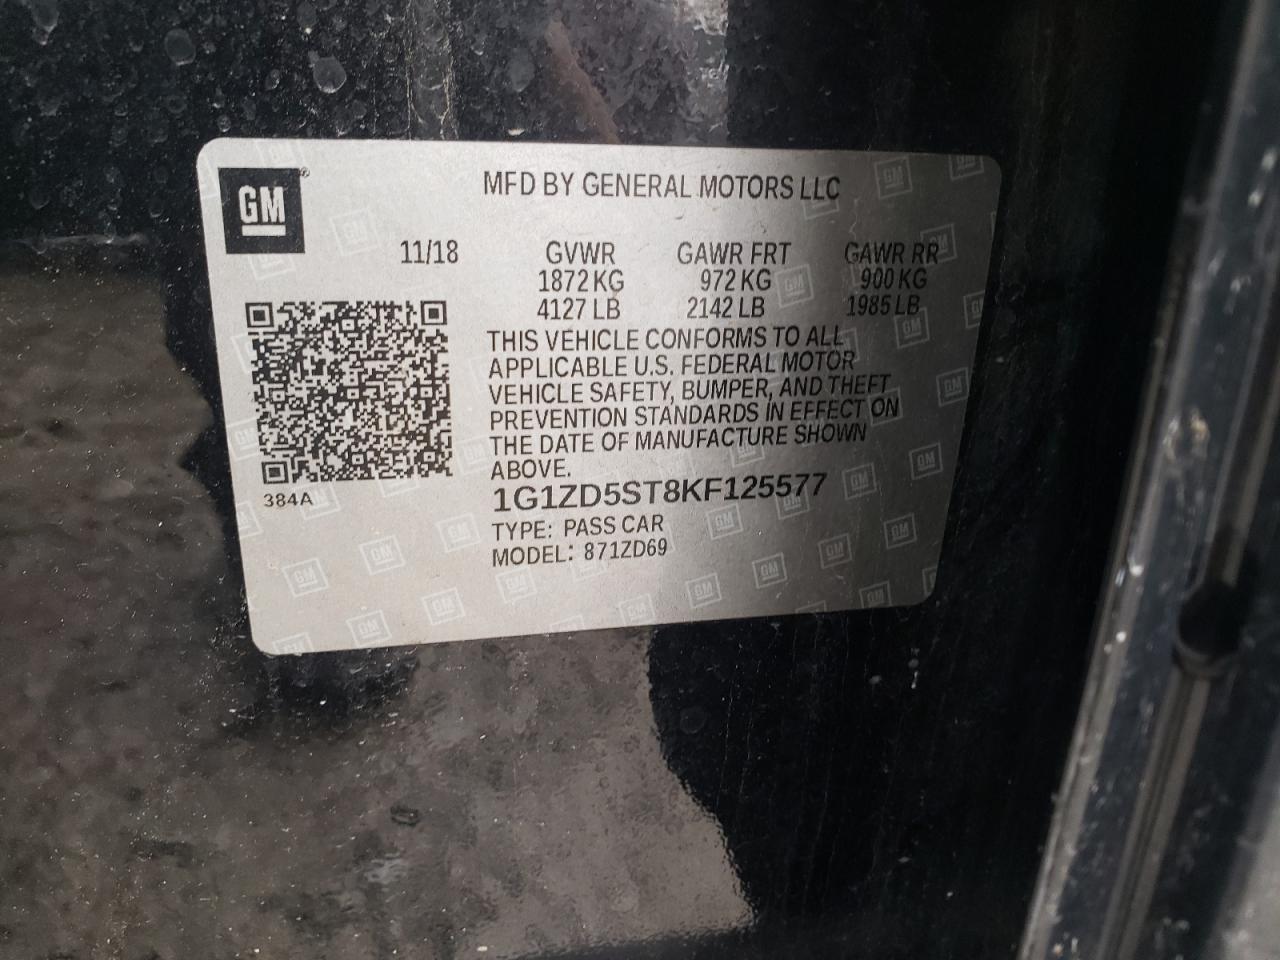 GM
MFD BY GENERAL MOTORS LLC
11/18 GVWR GAWR FRT GAWR RR
1872 KG 972 KG 900 KG
4127 LB 2142 LB 1985 LB
THIS VEHICLE CONFORMS TO ALL
APPLICABLE U.S. FEDERAL MOTOR
VEHICLE SAFETY, BUMPER, AND THEFT
PREVENTION STANDARDS IN EFFECT ON
THE DATE OF MANUFACTURE SHOWN
ABOVE.
384A
1G1ZD5ST8KF125577
TYPE: PASS CAR
MODEL: 871ZD69